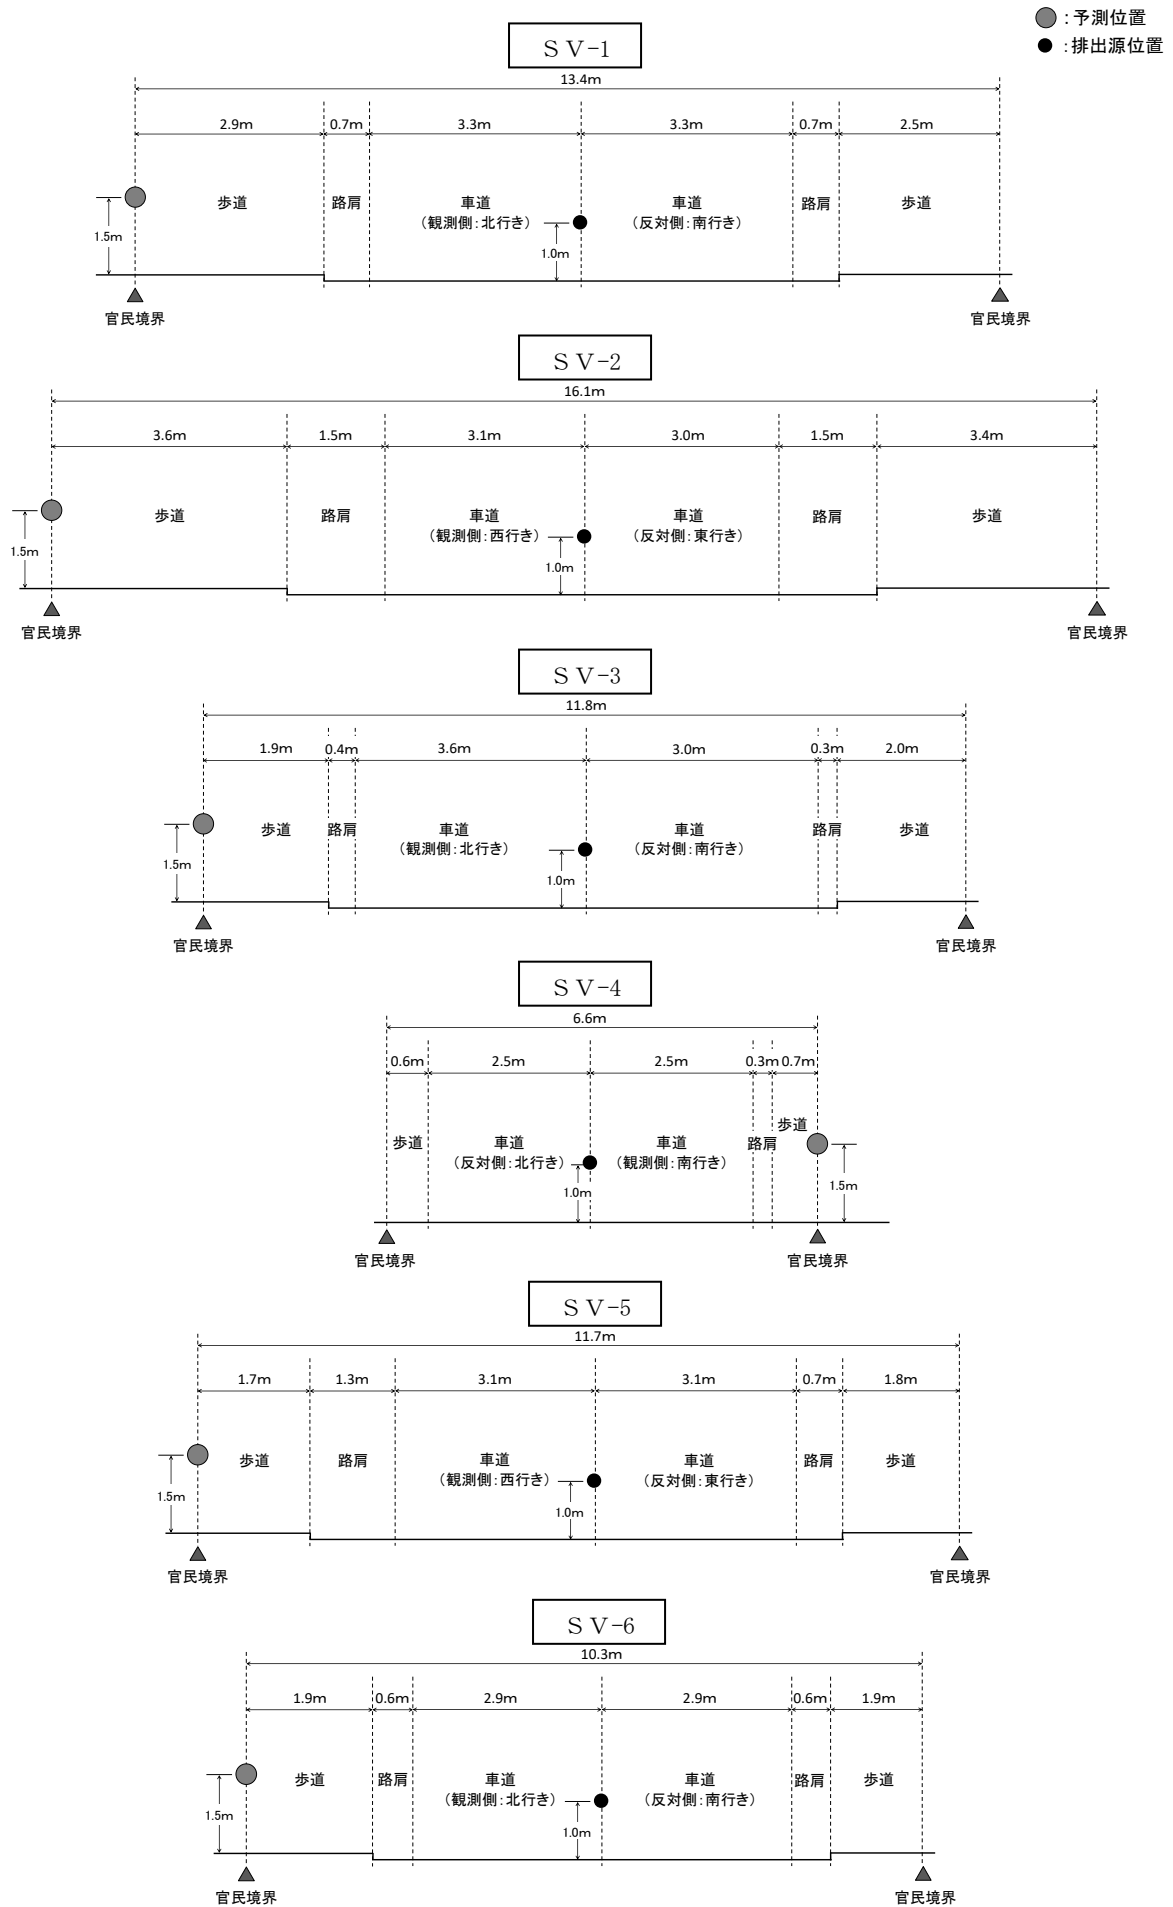 ：予測位置
：排出源位置
ＳＶ-1
13.4m
2.9m 0.7m 3.3m 3.3m 0.7m 2.5m
歩道 路肩 車道 車道 路肩 歩道
（観測側：北行き） （反対側：南行き）
1.5m
1.0m
官民境界 官民境界
ＳＶ-2
16.1m
3.6m 1.5m 3.1m 3.0m 1.5m 3.4m
歩道 路肩 車道 車道 路肩 歩道
（観測側：西行き） （反対側：東行き）
1.5m
1.0m
官民境界 官民境界
ＳＶ-3
11.8m
1.9m 0.4m 3.6m 3.0m 0.3m 2.0m
歩道 路肩 車道 車道 路肩 歩道
（観測側：北行き） （反対側：南行き）
1.5m
1.0m
官民境界 官民境界
ＳＶ-4
6.6m
0.6m 2.5m 2.5m 0.3m 0.7m
歩道
歩道 車道 車道 路肩
（反対側：北行き） （観測側：南行き）
1.0m
1.5m
官民境界 官民境界
ＳＶ-5
11.7m
1.7m 1.3m 3.1m 3.1m 0.7m 1.8m
歩道 路肩 車道 車道 路肩 歩道
（観測側：西行き） （反対側：東行き）
1.5m
1.0m
官民境界 官民境界
ＳＶ-6
10.3m
1.9m 0.6m 2.9m 2.9m 0.6m 1.9m
歩道 路肩 車道 車道 路肩 歩道
（観測側：北行き） （反対側：南行き）
1.5m
1.0m
官民境界 官民境界